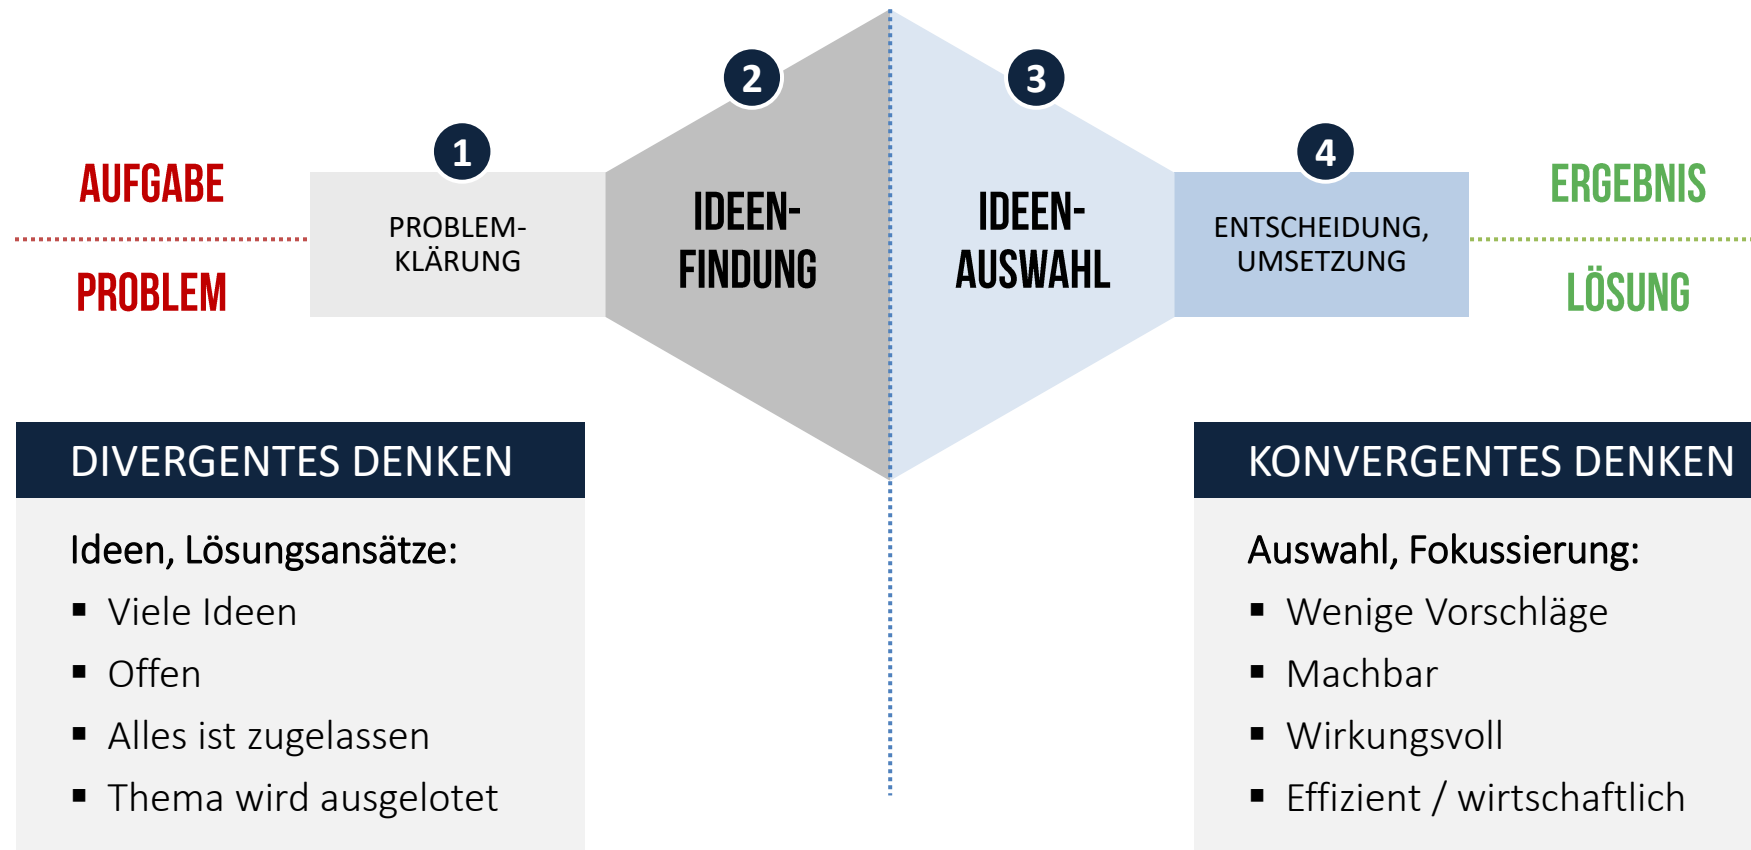 AUFGABE
PROBLEM
1
PROBLEM-
KLÄRUNG
2
IDEEN-
FINDUNG
3
IDEEN-
AUSWAHL
4
ENTSCHEIDUNG,
UMSETZUNG
ERGEBNIS
LÖSUNG
DIVERGENTES DENKEN
Ideen, Lösungsansätze:
▪ Viele Ideen
▪ Offen
▪ Alles ist zugelassen
▪ Thema wird ausgelotet
KONVERGENTES DENKEN
Auswahl, Fokussierung:
▪ Wenige Vorschläge
▪ Machbar
▪ Wirkungsvoll
▪ Effizient / wirtschaftlich